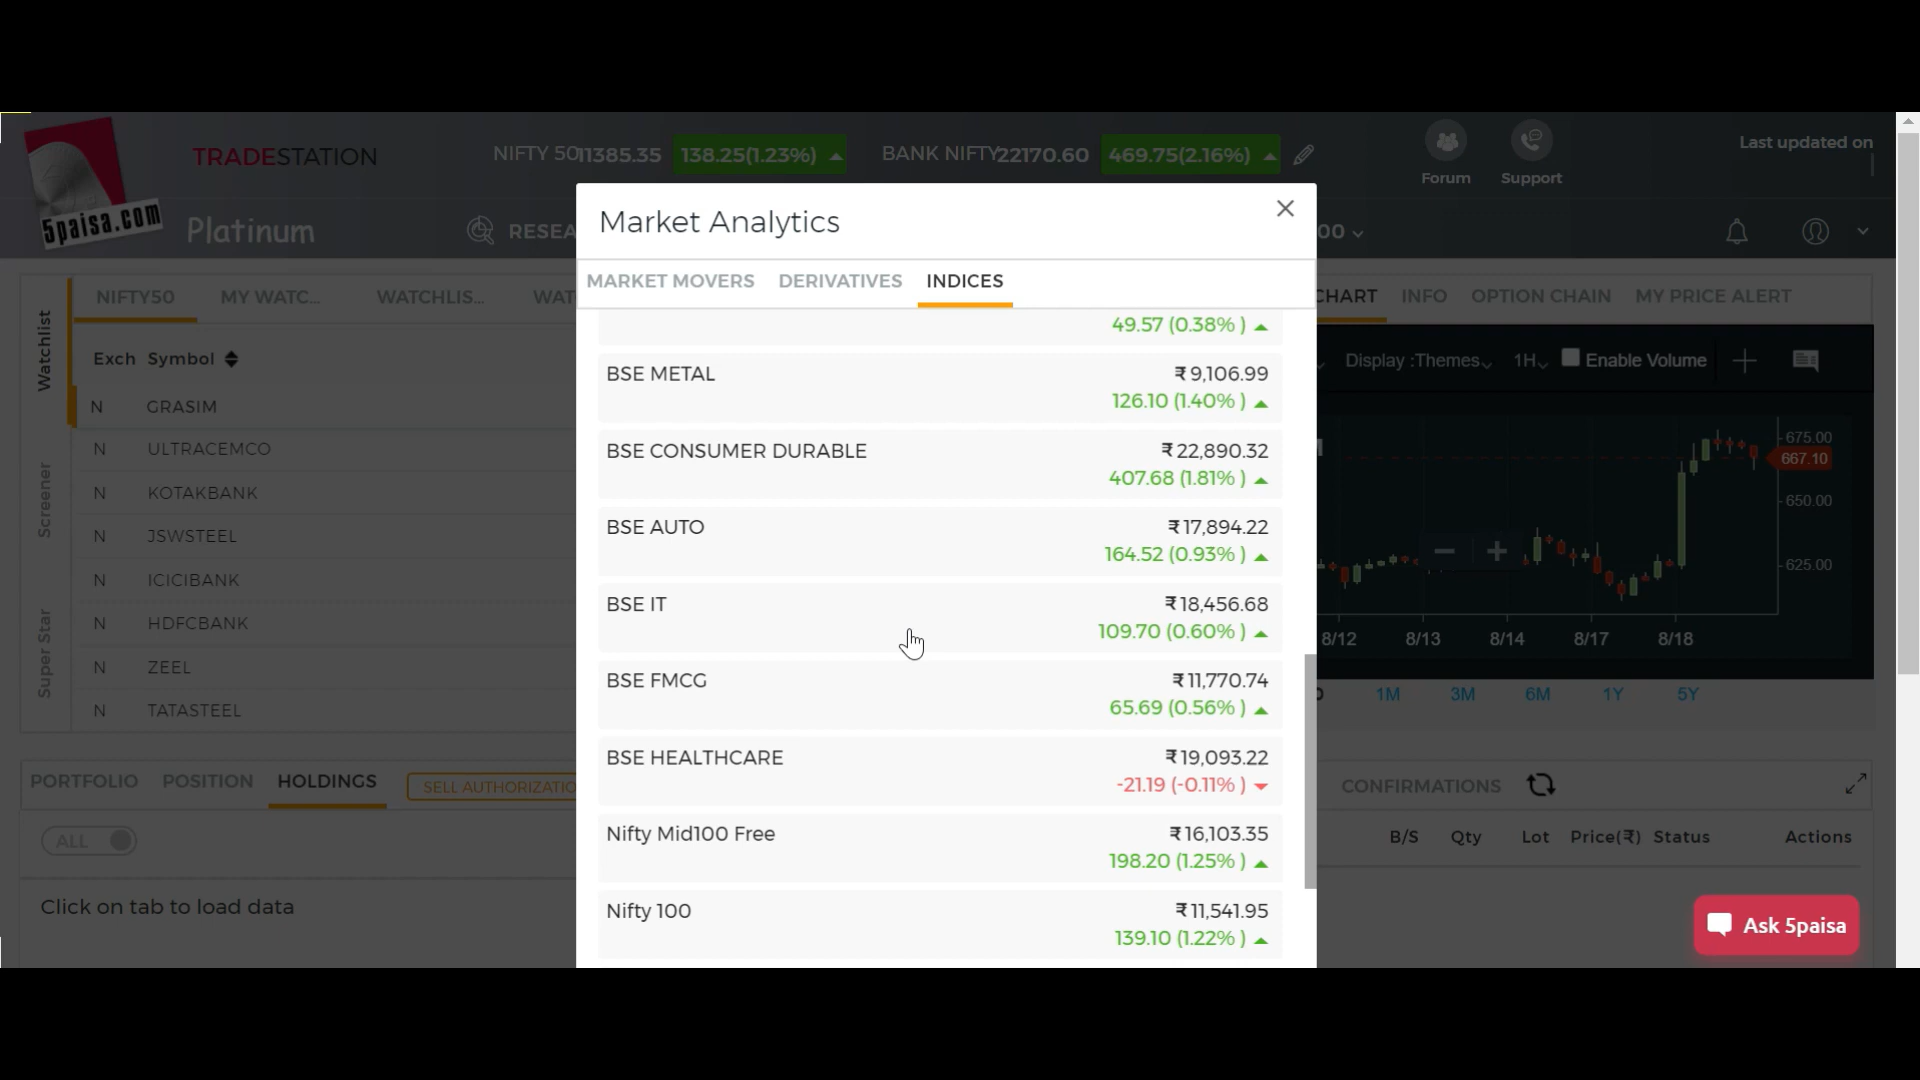 TRADESTATION
NIFTY 50 11385.35 138.25(1.23%)
BANK NIFTY 22170.60 469.75(2.16%)
Forum
Support
Last updated on
5paisa.com
Platinum
RESEA
00
Market Analytics
MARKET MOVERS DERIVATIVES INDICES
49.57 (0.38% )
BSE METAL ₹ 9,106.99
126.10 (1.40% )
BSE CONSUMER DURABLE ₹ 22,890.32
407.68 (1.81% )
BSE AUTO ₹ 17,894.22
164.52 (0.93% )
BSE IT ₹ 18,456.68
109.70 (0.60% )
BSE FMCG ₹ 11,770.74
65.69 (0.56% )
BSE HEALTHCARE ₹ 19,093.22
-21.19 (-0.11% )
Nifty Mid100 Free ₹ 16,103.35
198.20 (1.25% )
Nifty 100 ₹ 11,541.95
139.10 (1.22% )
Watchlist
Screener
Super Star
NIFTY50 MY WATC... WATCHLIS... WAT
Exch Symbol
N GRASIM
N ULTRACEMCO
N KOTAKBANK
N JSWSTEEL
N ICICIBANK
N HDFCBANK
N ZEEL
N TATASTEEL
CHART INFO OPTION CHAIN MY PRICE ALERT
Display :Themes 1H Enable Volume
675.00
667.10
650.00
625.00
8/12 8/13 8/14 8/17 8/18
1M 3M 6M 1Y 5Y
PORTFOLIO POSITION HOLDINGS SELL AUTHORIZATIO
ALL
Click on tab to load data
CONFIRMATIONS
B/S Qty Lot Price(₹) Status Actions
Ask 5paisa